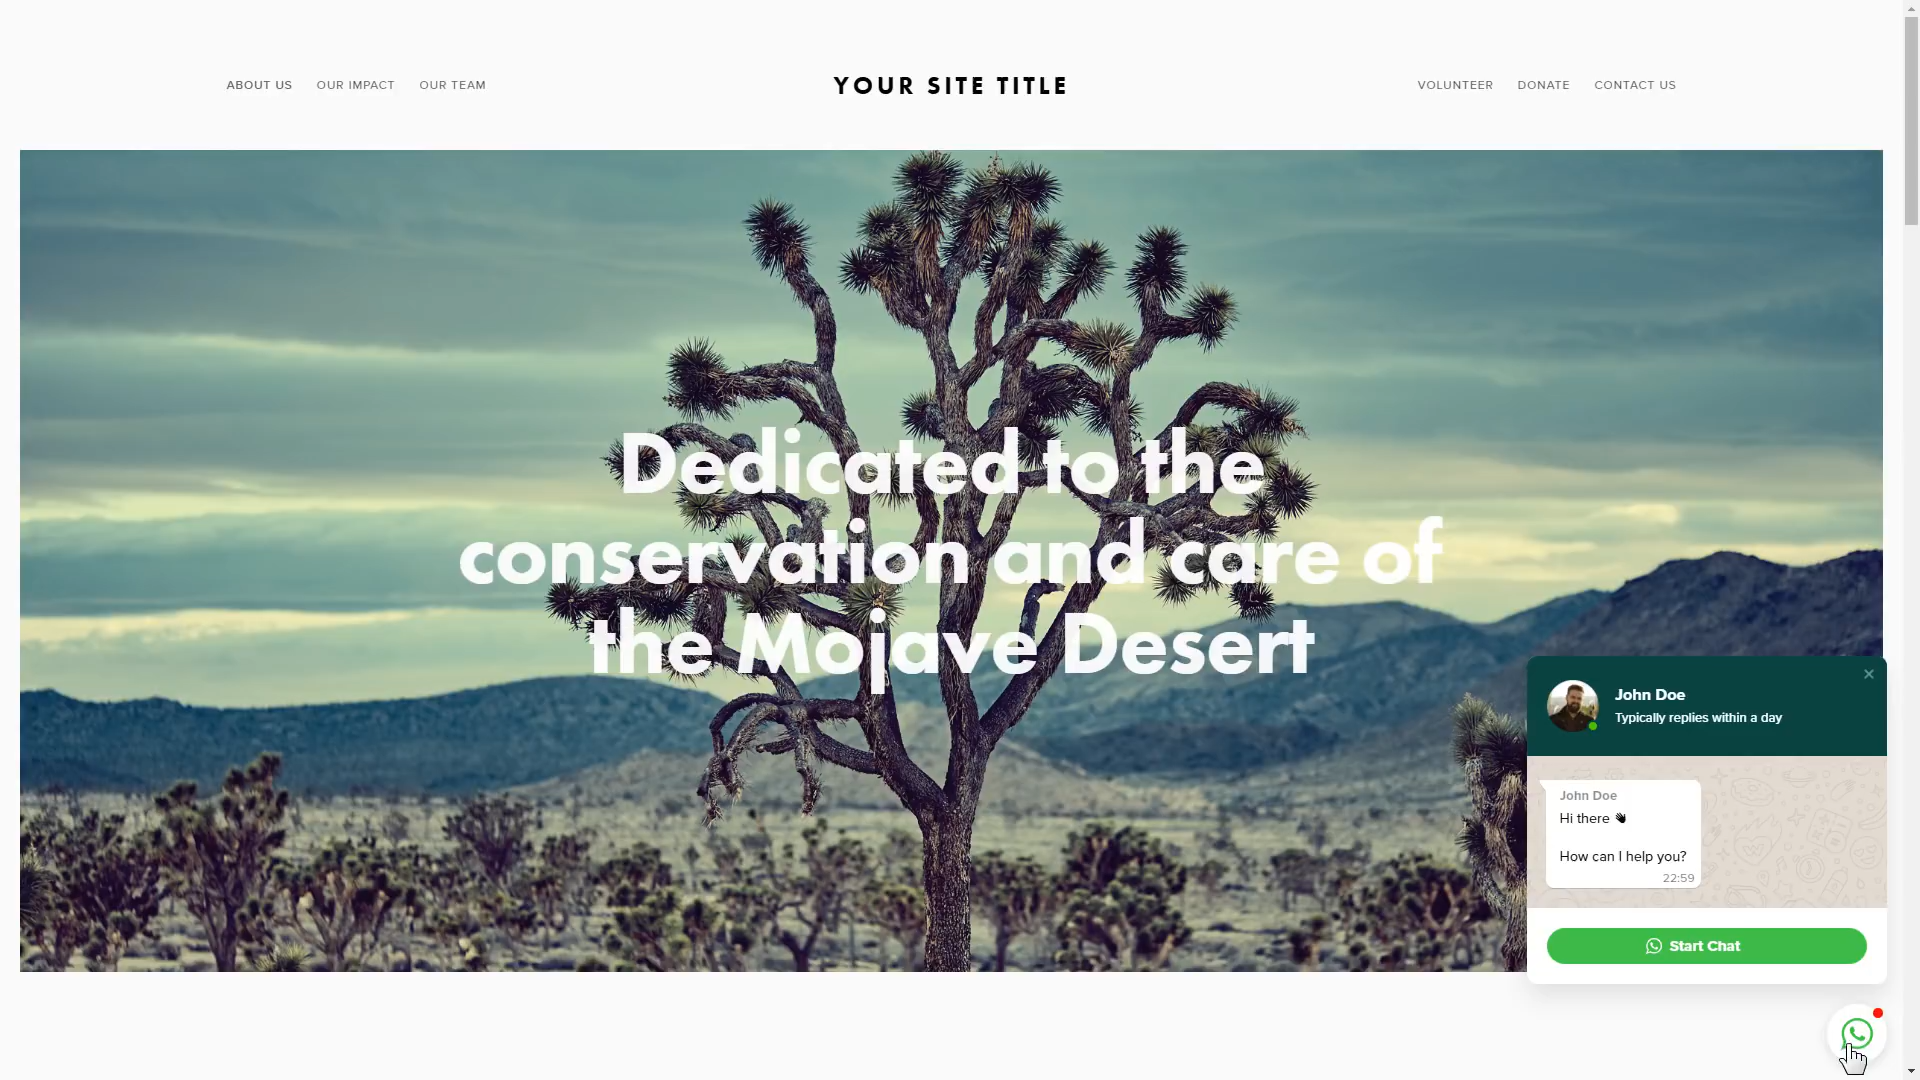 ABOUT US OUR IMPACT OUR TEAM
YOUR SITE TITLE
VOLUNTEER DONATE CONTACT US
Dedicated to the
conservation and care of
the Mojave Desert
John Doe
Typically replies within a day
John Doe
Hi there 👋
How can I help you?
22:59
Start Chat